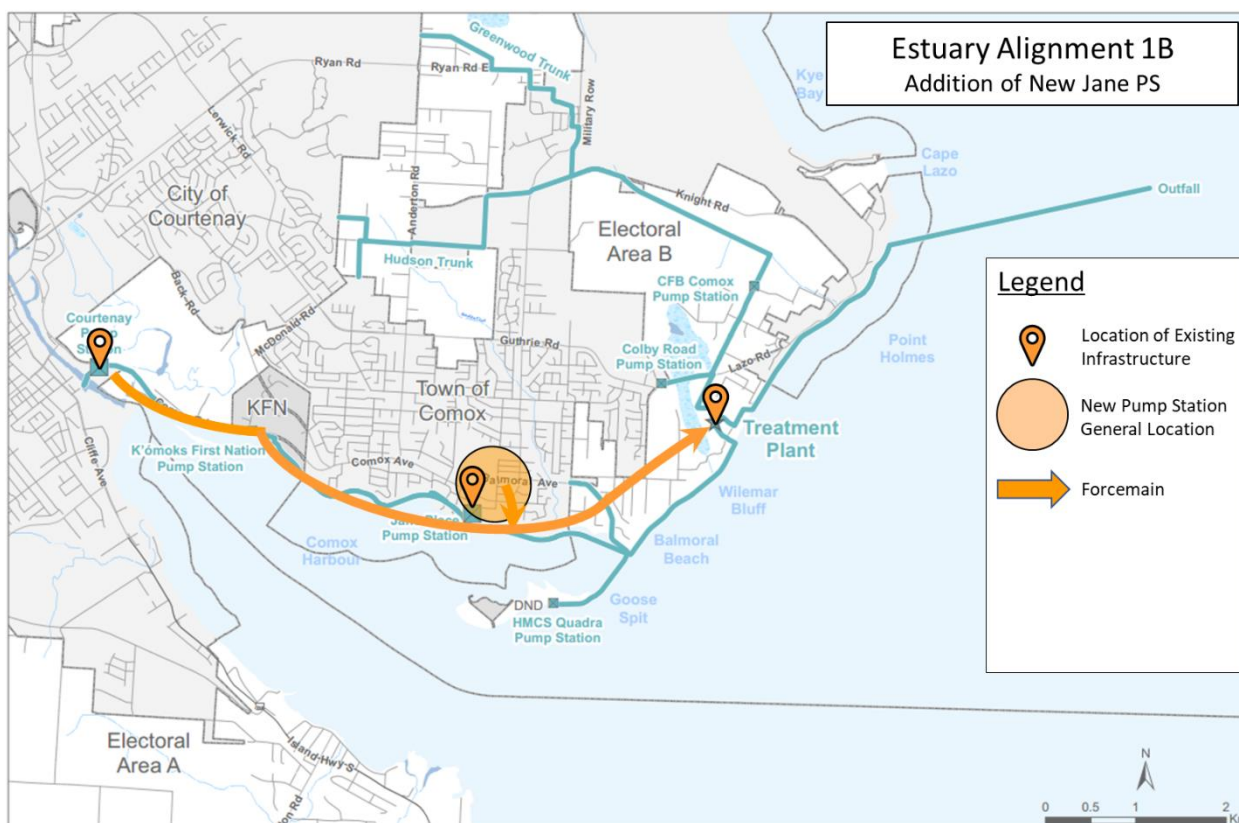 Estuary Alignment 1B
Addition of New Jane PS
Greenwood Trunk
Ryan Rd
Ryan Rd E
Military Row
Kye
Bay
Lerwick Rd
Cape
Lazo
City of
Courtenay
Anderton Rd
Knight Rd
Outfall
Electoral
Area B
Hudson Trunk
Back Rd
CFB Comox
Pump Station
Legend
Location of Existing
Infrastructure
New Pump Station
General Location
Forcemain
Courtenay
Station
McDonald Rd
Guthrie Rd
Colby Road
Pump Station
Lazo Rd
Point
Holmes
Town of
Comox
KFN
Treatment
Plant
K'ómoks First Nation
Pump Station
Cliffe Ave
Comox Ave
Ave
Pump Station
Wilemar
Bluff
Comox
Harbour
Balmoral
Beach
DND
Goose
Spit
HMCS Quadra
Pump Station
Electoral
Area A
Island Hwy S
N
0 0.5 1 2